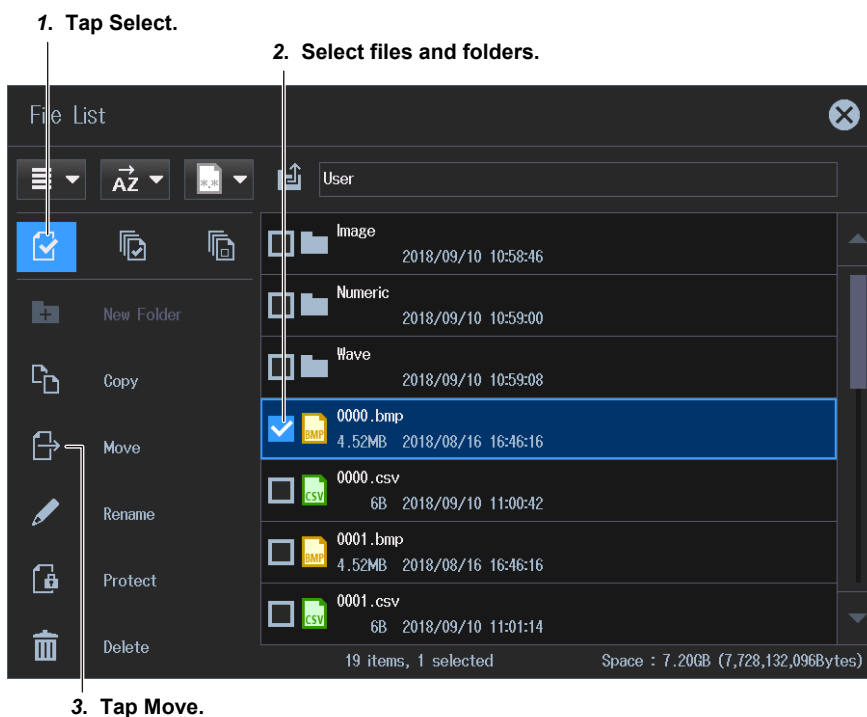 1. Tap Select.
2. Select files and folders.
File List
AZ
*.*
User
Image
2018/09/10 10:58:46
Numeric
2018/09/10 10:59:00
New Folder
Wave
2018/09/10 10:59:08
Copy
0000.bmp
BMP
4.52MB 2018/08/16 16:46:16
Move
0000.csv
CSV
6B 2018/09/10 11:00:42
Rename
0001.bmp
BMP
4.52MB 2018/08/16 16:46:16
Protect
0001.csv
CSV
6B 2018/09/10 11:01:14
Delete
19 items, 1 selected Space : 7.20GB (7,728,132,096Bytes)
3. Tap Move.